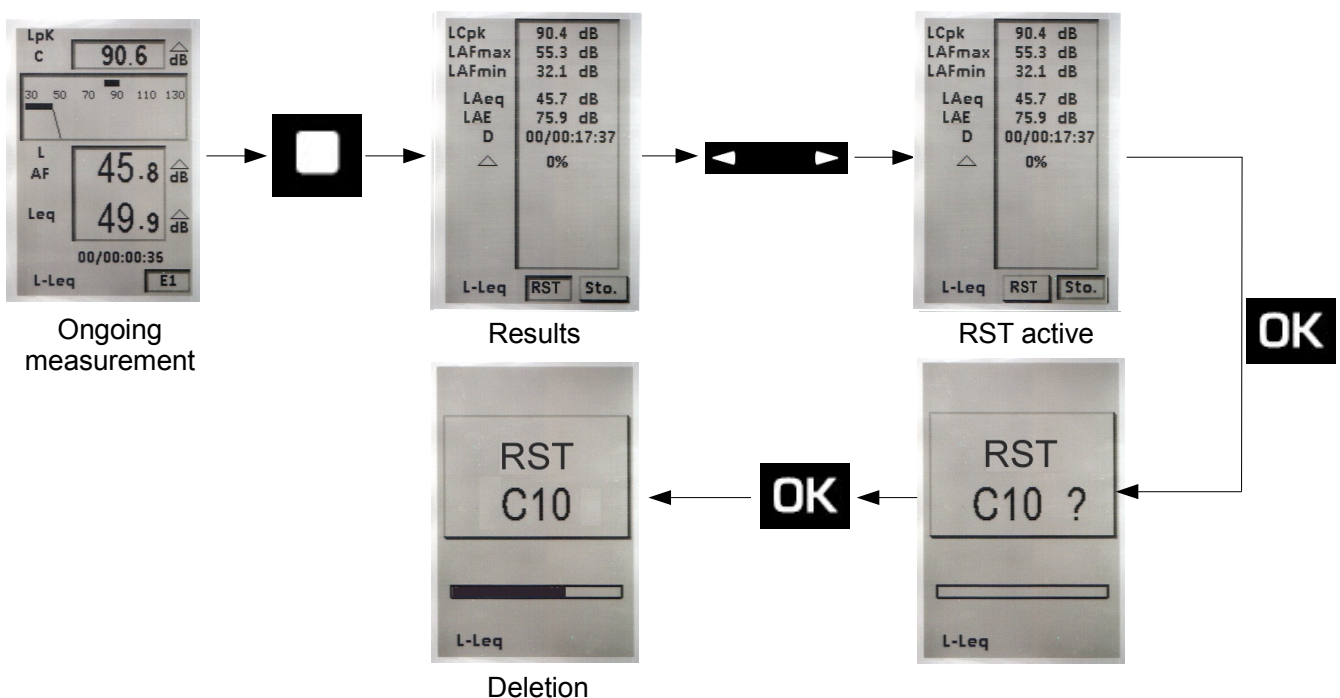 LpK
C
90.6
dB
30 50 70 90 110 130
L
AF
45.8
dB
Leq
49.9
dB
00/00:00:35
L-Leq
E1
Ongoing
measurement
LCpk 90.4 dB
LAFmax 55.3 dB
LAFmin 32.1 dB
LAeq 45.7 dB
LAE 75.9 dB
D 00/00:17:37
0%
L-Leq RST Sto.
Results
LCpk 90.4 dB
LAFmax 55.3 dB
LAFmin 32.1 dB
LAeq 45.7 dB
LAE 75.9 dB
D 00/00:17:37
0%
L-Leq RST Sto.
RST active
OK
RST
C10 ?
L-Leq
OK
RST
C10
L-Leq
Deletion